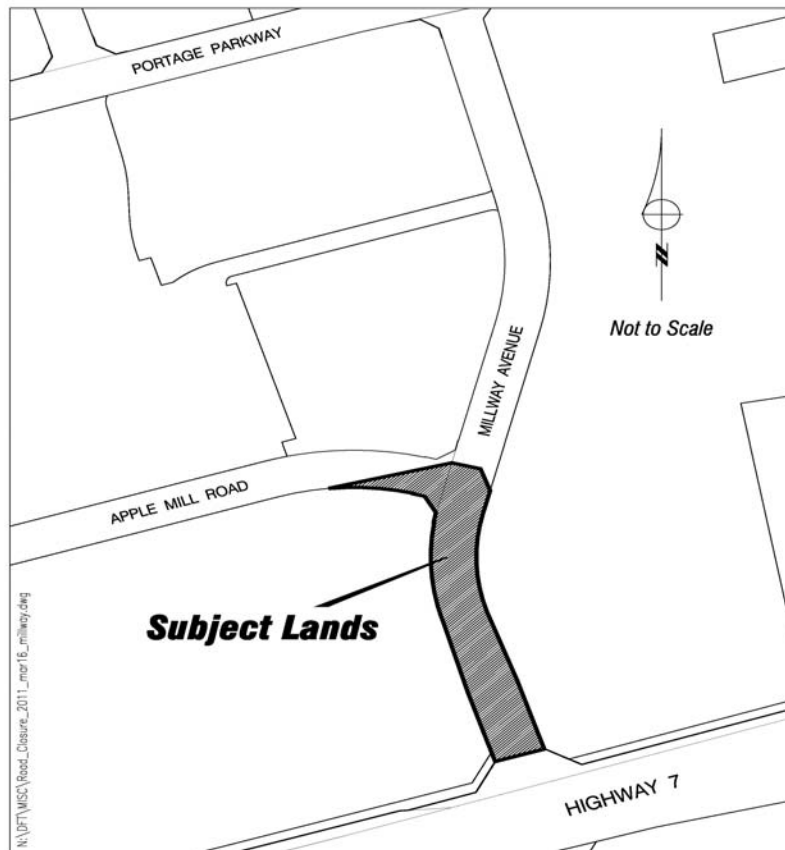 PORTAGE PARKWAY
N
Not to Scale
MILLWAY AVENUE
APPLE MILL ROAD
Subject Lands
HIGHWAY 7
N:\DFT\MISC\Road_Closure_2011_mar16_millway.dwg